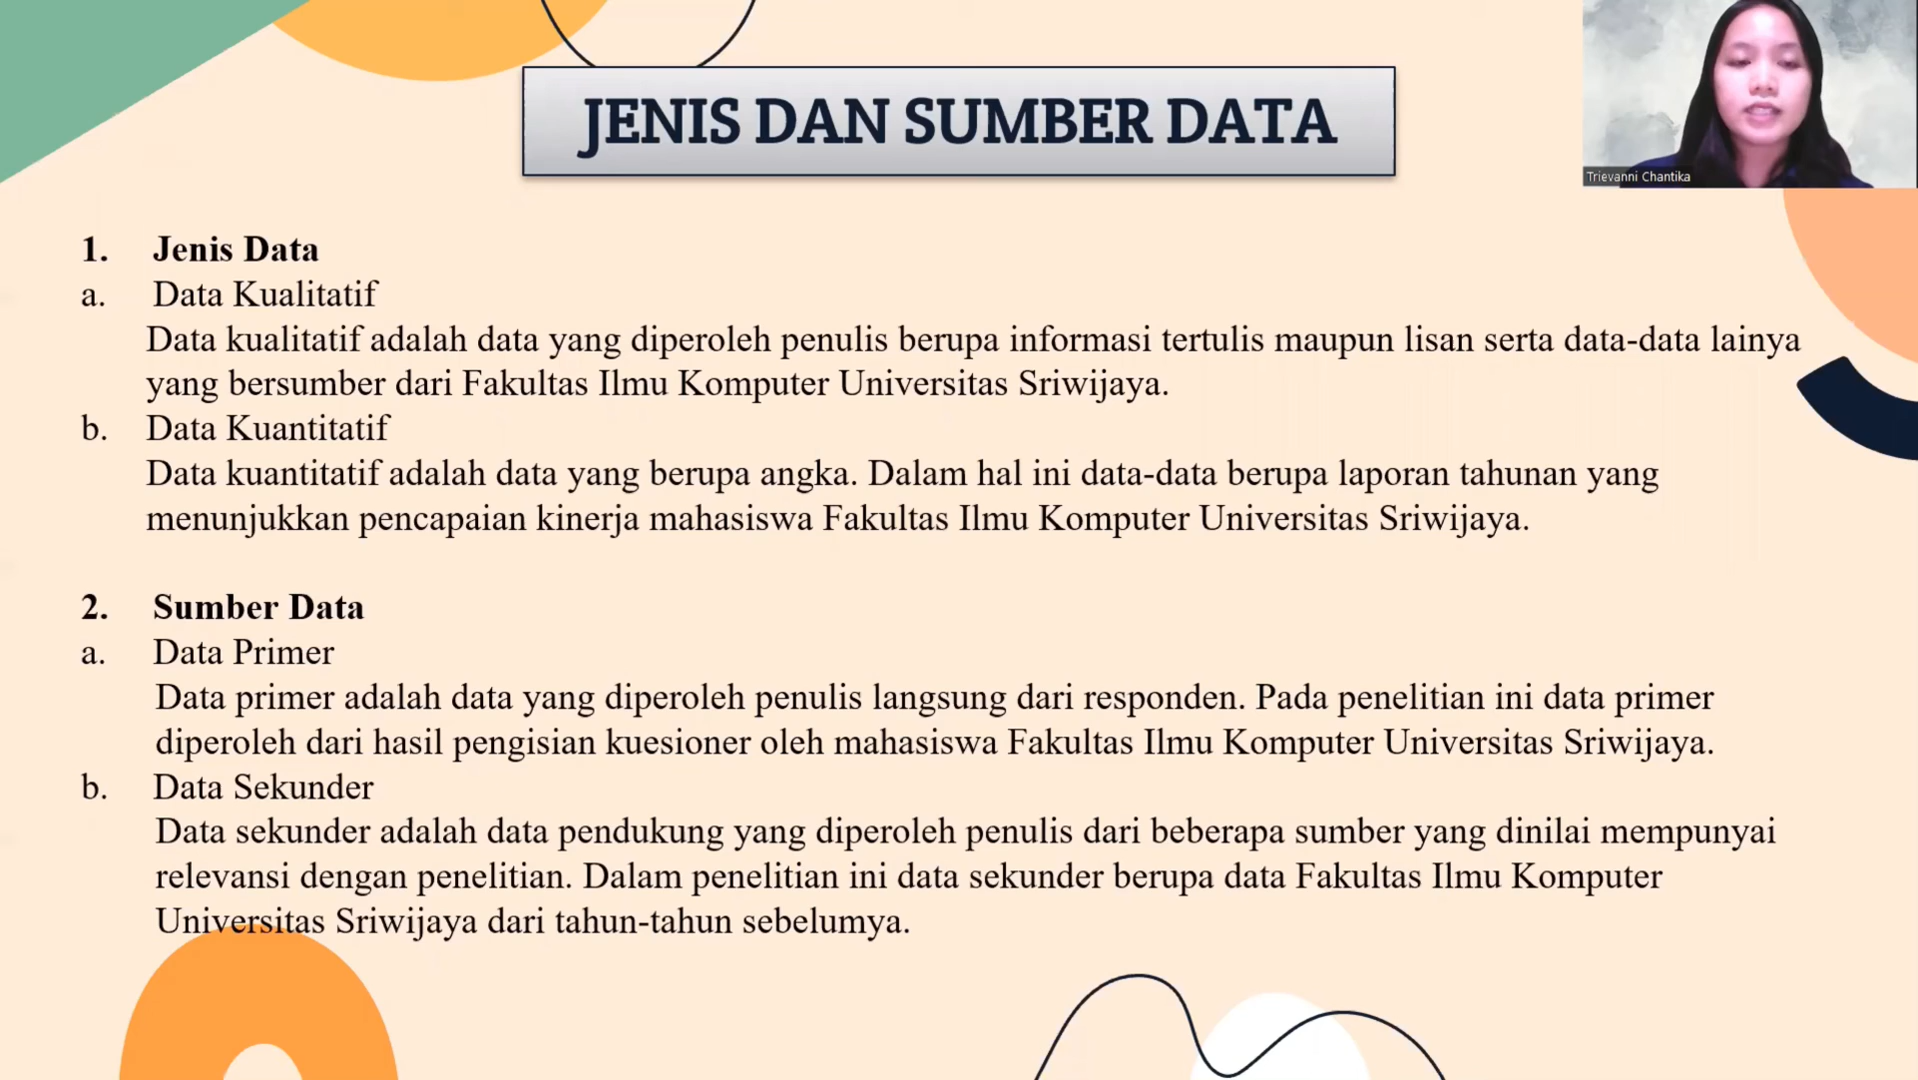 JENIS DAN SUMBER DATA
Trievanni Chantika
1. Jenis Data
a. Data Kualitatif
Data kualitatif adalah data yang diperoleh penulis berupa informasi tertulis maupun lisan serta data-data lainya
yang bersumber dari Fakultas Ilmu Komputer Universitas Sriwijaya.
b. Data Kuantitatif
Data kuantitatif adalah data yang berupa angka. Dalam hal ini data-data berupa laporan tahunan yang
menunjukkan pencapaian kinerja mahasiswa Fakultas Ilmu Komputer Universitas Sriwijaya.
2. Sumber Data
a. Data Primer
Data primer adalah data yang diperoleh penulis langsung dari responden. Pada penelitian ini data primer
diperoleh dari hasil pengisian kuesioner oleh mahasiswa Fakultas Ilmu Komputer Universitas Sriwijaya.
b. Data Sekunder
Data sekunder adalah data pendukung yang diperoleh penulis dari beberapa sumber yang dinilai mempunyai
relevansi dengan penelitian. Dalam penelitian ini data sekunder berupa data Fakultas Ilmu Komputer
Universitas Sriwijaya dari tahun-tahun sebelumya.